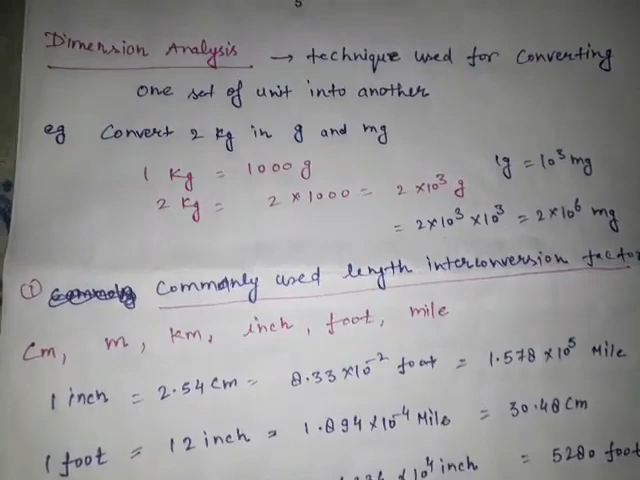 Dimension Analysis → technique used for converting
one set of unit into another
eg Convert 2 kg in g and mg
1 Kg = 1000 g 1g = 10³ mg
2 Kg = 2 × 1000 = 2 × 10³ g
= 2×10³ × 10³ = 2×10⁶ mg
① Commonly used length interconversion factor
Cm, m, km, inch, foot, mile
1 inch = 2.54 Cm = 8.33×10⁻² foot = 1.578 × 10⁵ Mile
1 foot = 12 inch = 1.894×10⁻⁴ Mile = 30.48 Cm
×10⁴ inch = 5280 foot